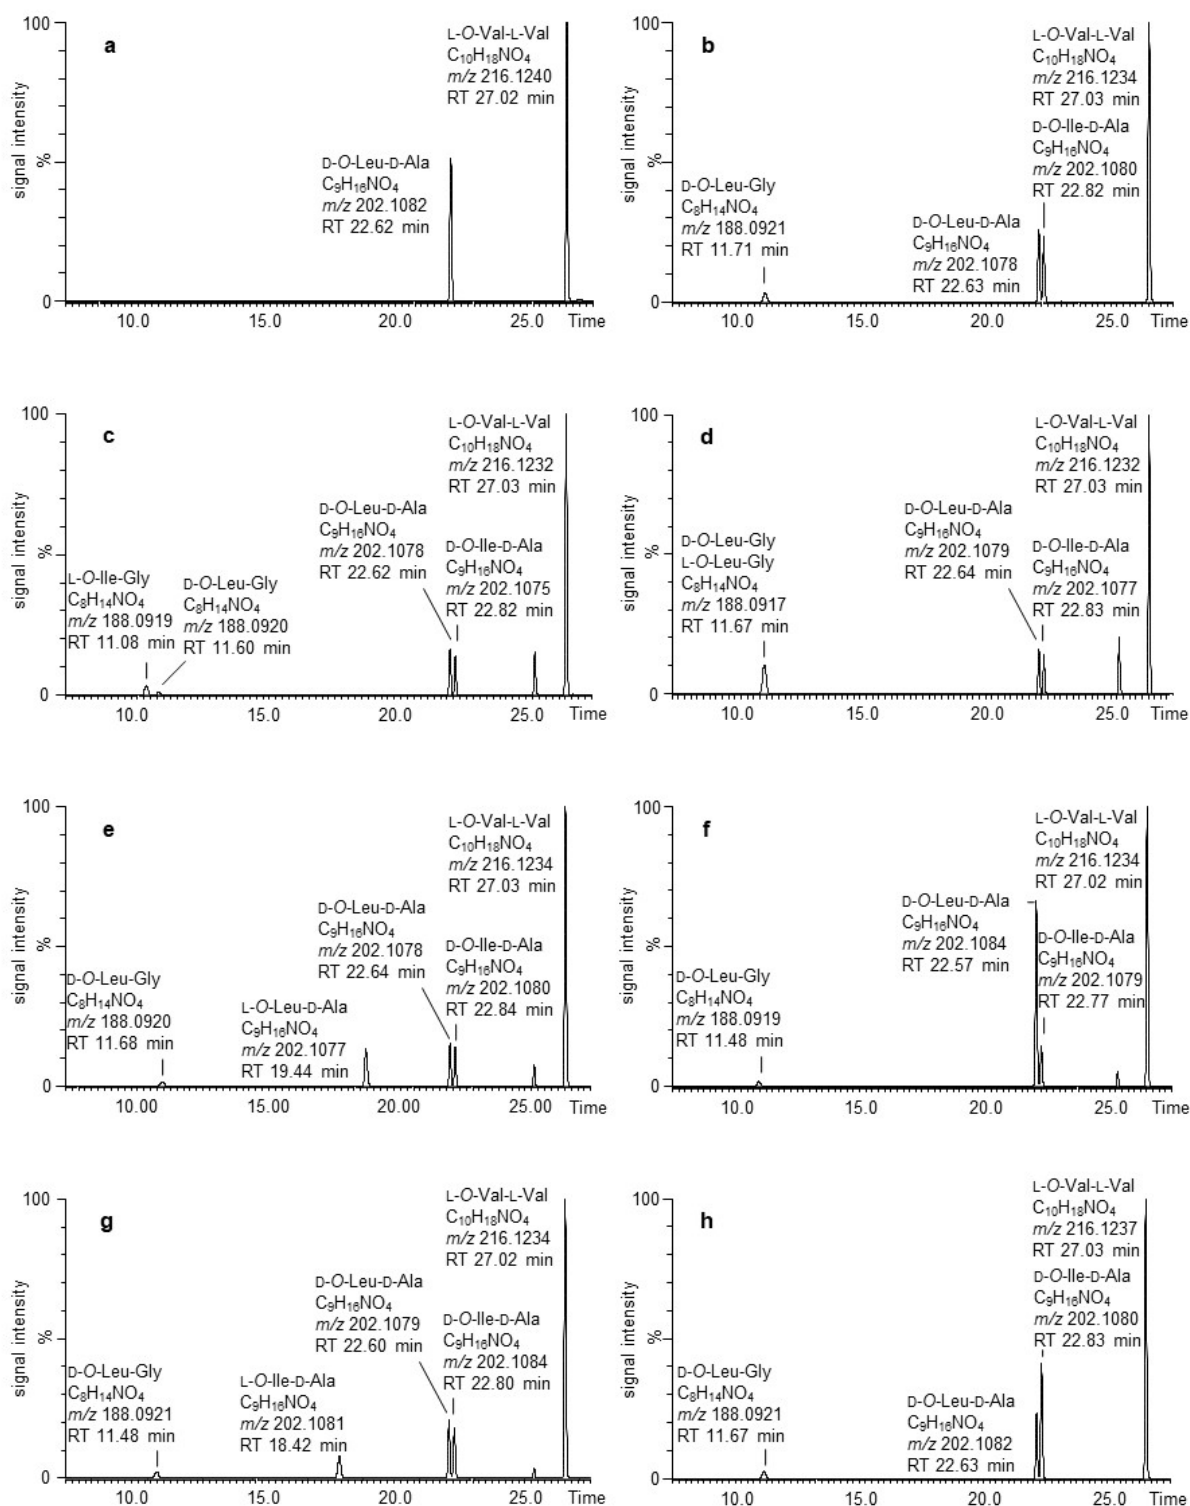 a
100
signal intensity
%
0
10.0 15.0 20.0 25.0 Time
L-O-Val-L-Val
C₁₀H₁₈NO₄
m/z 216.1240
RT 27.02 min
D-O-Leu-D-Ala
C₉H₁₆NO₄
m/z 202.1082
RT 22.62 min
b
100
signal intensity
%
0
10.0 15.0 20.0 25.0 Time
L-O-Val-L-Val
C₁₀H₁₈NO₄
m/z 216.1234
RT 27.03 min
D-O-Ile-D-Ala
C₉H₁₆NO₄
m/z 202.1080
RT 22.82 min
D-O-Leu-Gly
C₈H₁₄NO₄
m/z 188.0921
RT 11.71 min
D-O-Leu-D-Ala
C₉H₁₆NO₄
m/z 202.1078
RT 22.63 min
c
100
signal intensity
%
0
10.0 15.0 20.0 25.0 Time
L-O-Val-L-Val
C₁₀H₁₈NO₄
m/z 216.1232
RT 27.03 min
D-O-Leu-D-Ala
C₉H₁₆NO₄
m/z 202.1078
RT 22.62 min
D-O-Ile-D-Ala
C₉H₁₆NO₄
m/z 202.1075
RT 22.82 min
L-O-Ile-Gly
C₈H₁₄NO₄
m/z 188.0919
RT 11.08 min
D-O-Leu-Gly
C₈H₁₄NO₄
m/z 188.0920
RT 11.60 min
d
100
signal intensity
%
0
10.0 15.0 20.0 25.0 Time
L-O-Val-L-Val
C₁₀H₁₈NO₄
m/z 216.1232
RT 27.03 min
D-O-Leu-D-Ala
C₉H₁₆NO₄
m/z 202.1079
RT 22.64 min
D-O-Leu-Gly
L-O-Leu-Gly
C₈H₁₄NO₄
m/z 188.0917
RT 11.67 min
D-O-Ile-D-Ala
C₉H₁₆NO₄
m/z 202.1077
RT 22.83 min
e
100
signal intensity
%
0
10.00 15.00 20.00 25.0 Time
L-O-Val-L-Val
C₁₀H₁₈NO₄
m/z 216.1234
RT 27.03 min
D-O-Leu-D-Ala
C₉H₁₆NO₄
m/z 202.1078
RT 22.64 min
D-O-Ile-D-Ala
C₉H₁₆NO₄
m/z 202.1080
RT 22.84 min
D-O-Leu-Gly
C₈H₁₄NO₄
m/z 188.0920
RT 11.68 min
L-O-Leu-D-Ala
C₉H₁₆NO₄
m/z 202.1077
RT 19.44 min
f
100
signal intensity
%
0
10.0 15.0 20.0 25.0 Time
L-O-Val-L-Val
C₁₀H₁₈NO₄
m/z 216.1234
RT 27.02 min
D-O-Leu-D-Ala
C₉H₁₆NO₄
m/z 202.1084
RT 22.57 min
D-O-Ile-D-Ala
C₉H₁₆NO₄
m/z 202.1079
RT 22.77 min
D-O-Leu-Gly
C₈H₁₄NO₄
m/z 188.0919
RT 11.48 min
g
100
signal intensity
%
0
10.0 15.0 20.0 25.0 Time
L-O-Val-L-Val
C₁₀H₁₈NO₄
m/z 216.1234
RT 27.02 min
D-O-Leu-D-Ala
C₉H₁₆NO₄
m/z 202.1079
RT 22.60 min
D-O-Ile-D-Ala
C₉H₁₆NO₄
m/z 202.1084
RT 22.80 min
D-O-Leu-Gly
C₈H₁₄NO₄
m/z 188.0921
RT 11.48 min
L-O-Ile-D-Ala
C₉H₁₆NO₄
m/z 202.1081
RT 18.42 min
h
100
signal intensity
%
0
10.0 15.0 20.0 25.0 Time
L-O-Val-L-Val
C₁₀H₁₈NO₄
m/z 216.1237
RT 27.03 min
D-O-Ile-D-Ala
C₉H₁₆NO₄
m/z 202.1080
RT 22.83 min
D-O-Leu-Gly
C₈H₁₄NO₄
m/z 188.0921
RT 11.67 min
D-O-Leu-D-Ala
C₉H₁₆NO₄
m/z 202.1082
RT 22.63 min